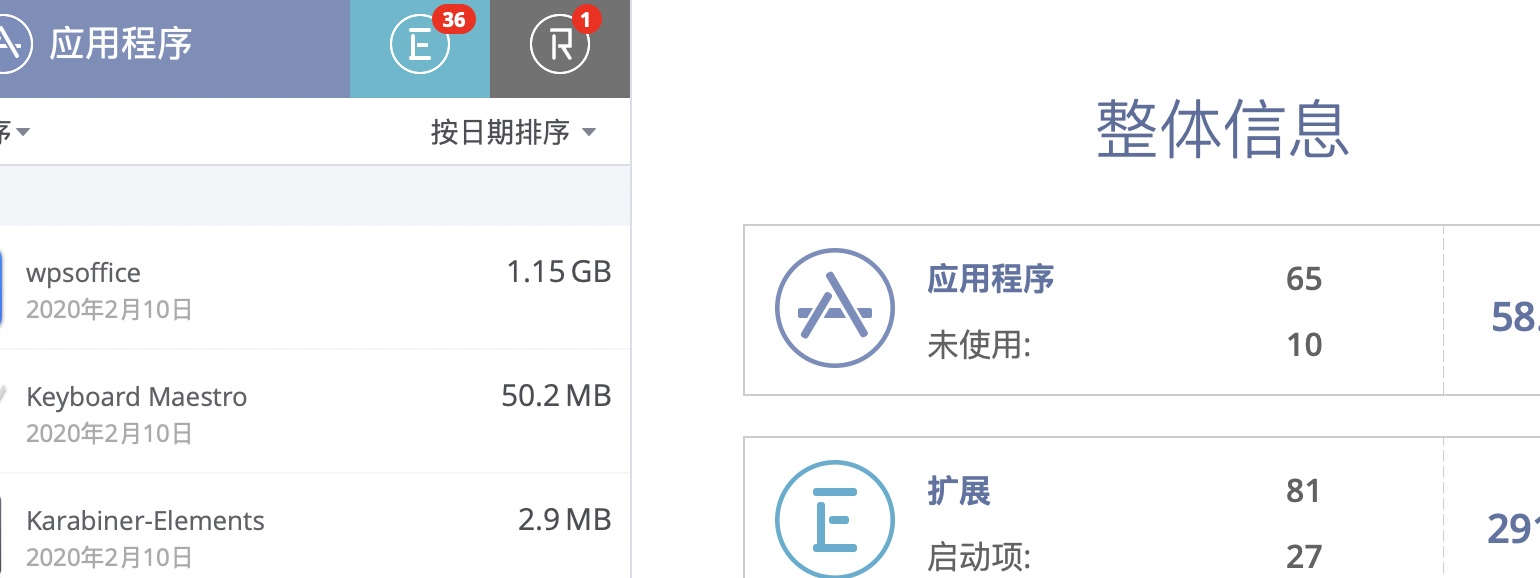 应用程序
E 36
R 1
序
按日期排序
wpsoffice
1.15 GB
2020年2月10日
Keyboard Maestro
50.2 MB
2020年2月10日
Karabiner-Elements
2.9 MB
2020年2月10日
整体信息
应用程序 65
未使用: 10
58.
E
扩展 81
启动项: 27
291